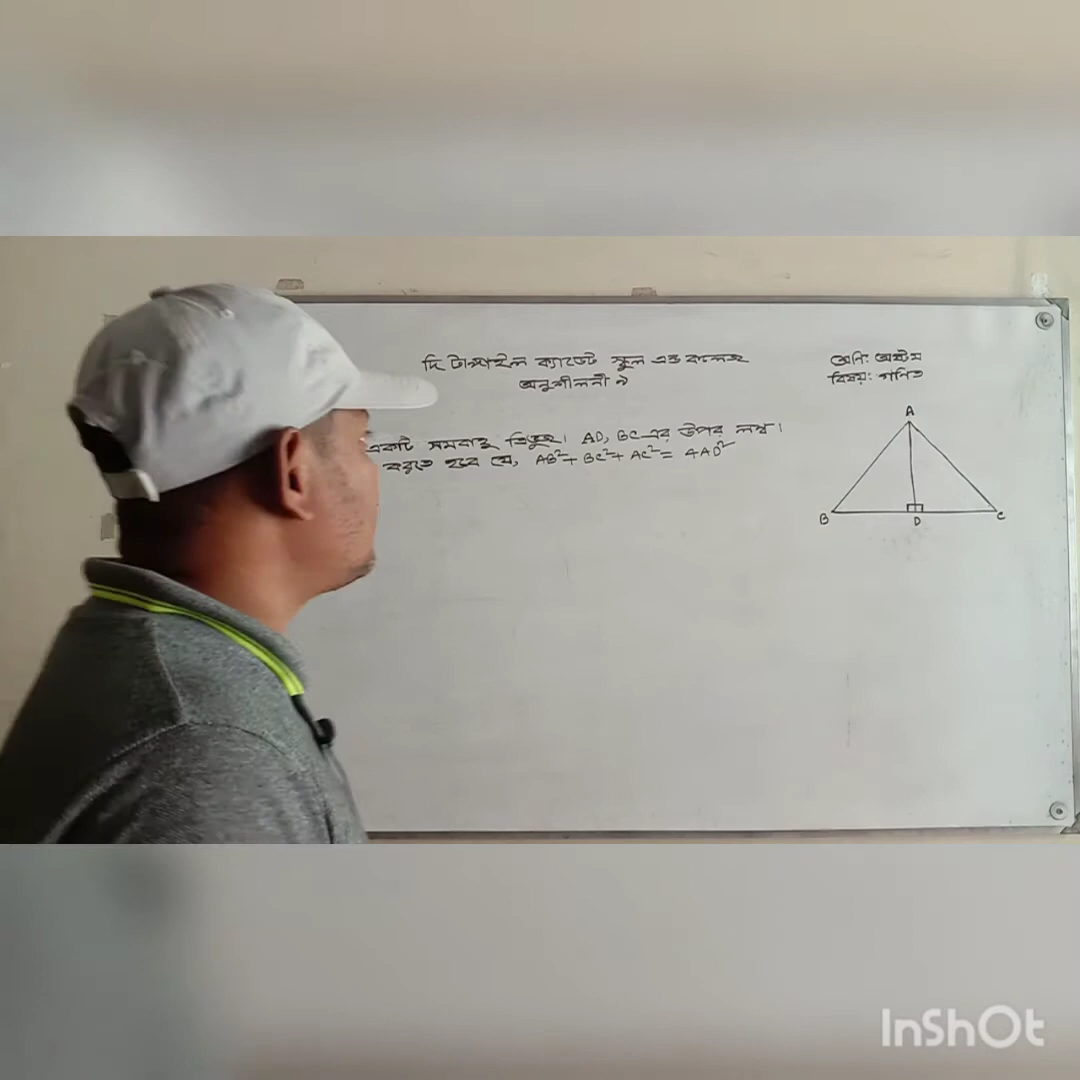 দি টাঙ্গাইল ক্যাডেট স্কুল এন্ড কলেজ
অনুশীলনী ৯
শ্রেণি: অষ্টম
বিষয়: গণিত
একটি সমবাহু ত্রিভুজ। AD, BC এর উপর লম্ব।
করতে হবে যে, AB²+ BC²+ AC²= 4AD²
A
B
D
C
InShOt